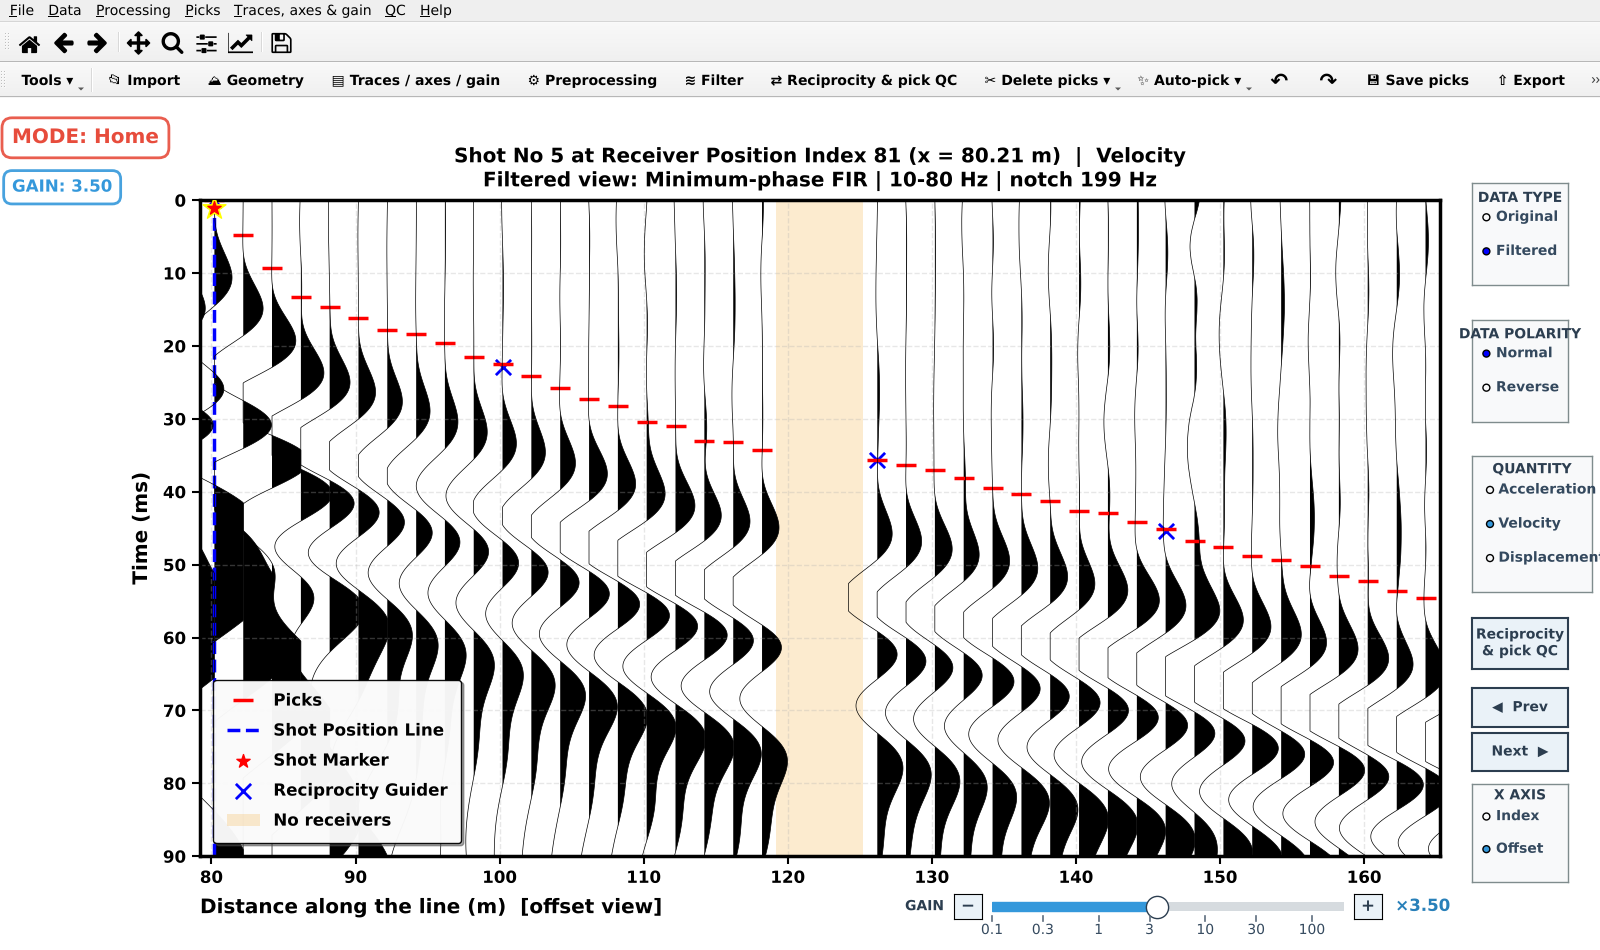 File Data Processing Picks Traces, axes & gain QC Help
Tools ▾ Import Geometry Traces / axes / gain Preprocessing Filter Reciprocity & pick QC Delete picks ▾ Auto-pick ▾ Save picks Export
MODE: Home
GAIN: 3.50
Shot No 5 at Receiver Position Index 81 (x = 80.21 m) | Velocity
Filtered view: Minimum-phase FIR | 10-80 Hz | notch 199 Hz
Time (ms)
0
10
20
30
40
50
60
70
80
90
80 90 100 110 120 130 140 150 160
Distance along the line (m) [offset view]
Picks
Shot Position Line
Shot Marker
Reciprocity Guider
No receivers
DATA TYPE
Original
Filtered
DATA POLARITY
Normal
Reverse
QUANTITY
Acceleration
Velocity
Displacement
Reciprocity
& pick QC
◀ Prev
Next ▶
X AXIS
Index
Offset
GAIN − + ×3.50
0.1 0.3 1 3 10 30 100